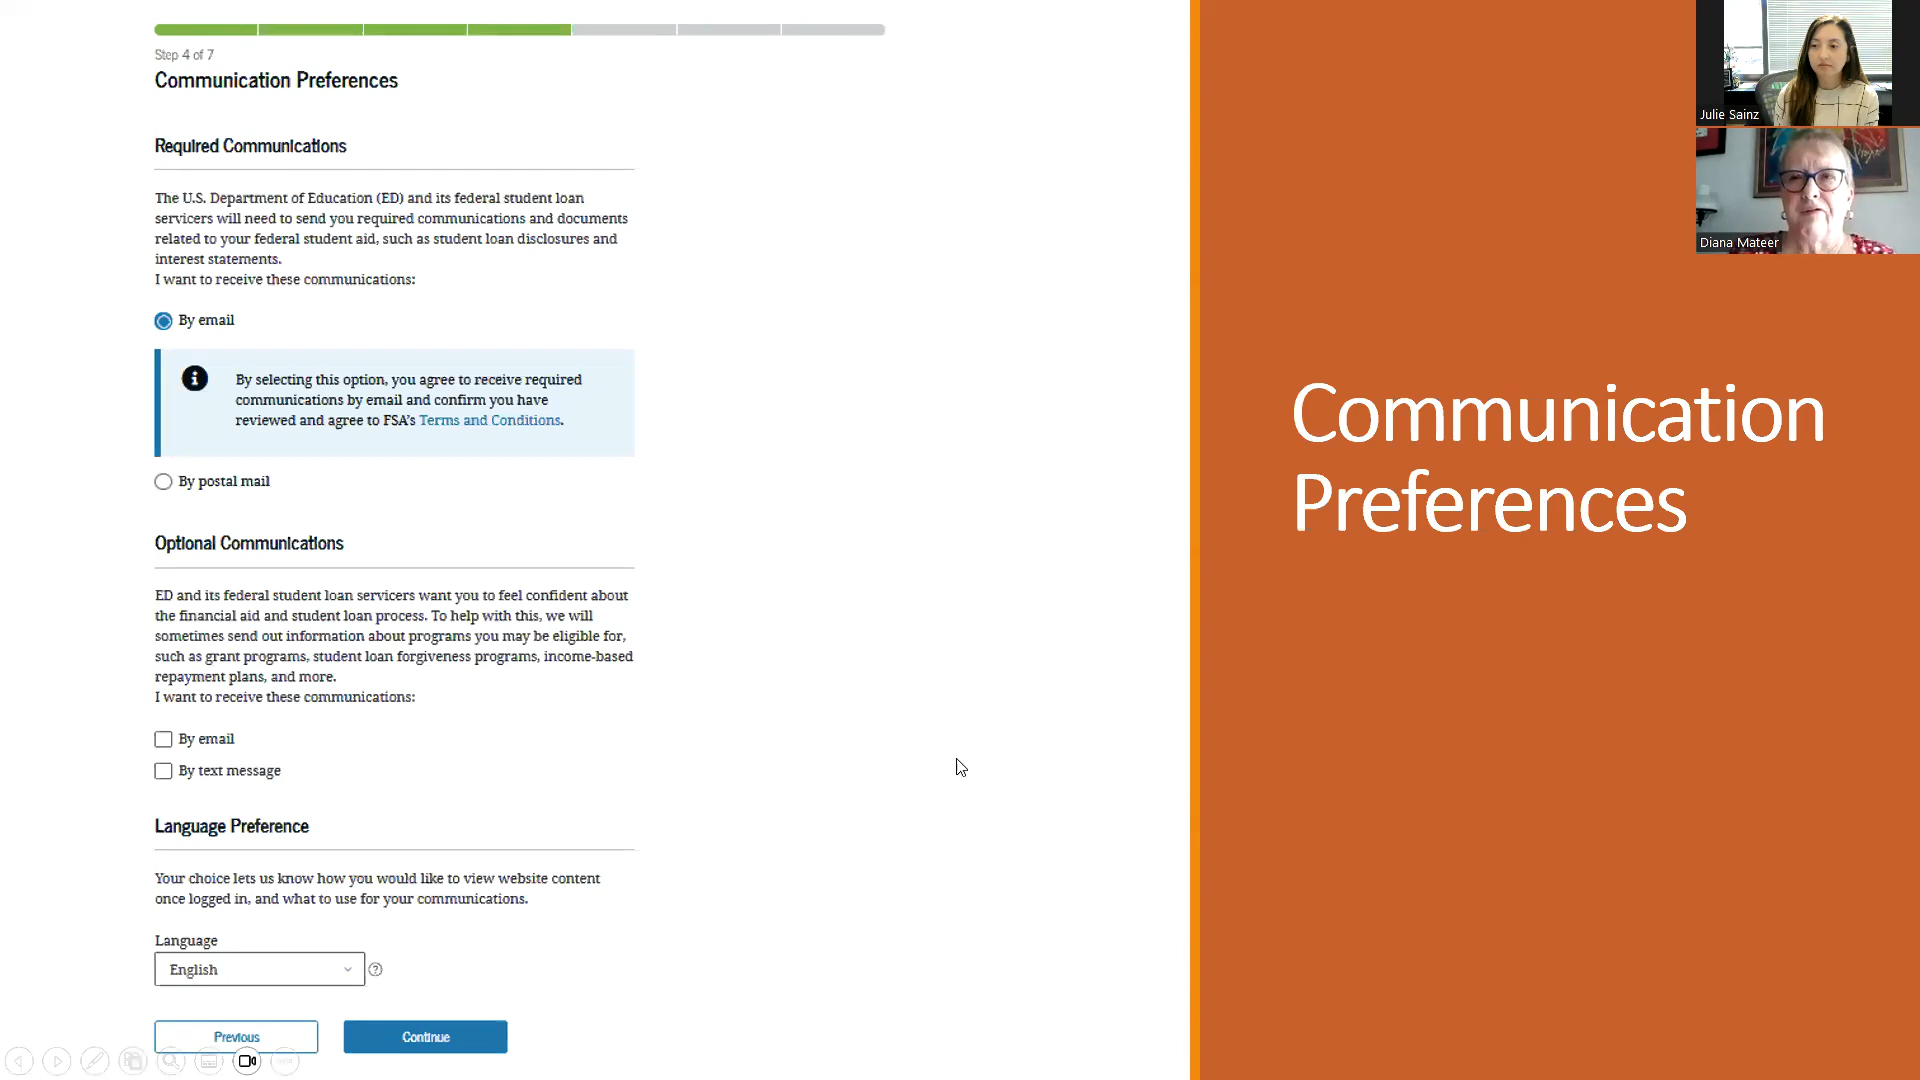 Step 4 of 7
Communication Preferences
Required Communications
The U.S. Department of Education (ED) and its federal student loan
servicers will need to send you required communications and documents
related to your federal student aid, such as student loan disclosures and
interest statements.
I want to receive these communications:
By email
By selecting this option, you agree to receive required
communications by email and confirm you have
reviewed and agree to FSA's Terms and Conditions.
By postal mail
Optional Communications
ED and its federal student loan servicers want you to feel confident about
the financial aid and student loan process. To help with this, we will
sometimes send out information about programs you may be eligible for,
such as grant programs, student loan forgiveness programs, income-based
repayment plans, and more.
I want to receive these communications:
By email
By text message
Language Preference
Your choice lets us know how you would like to view website content
once logged in, and what to use for your communications.
Language
English
Previous
Continue
Communication
Preferences
Julie Sainz
Diana Mateer